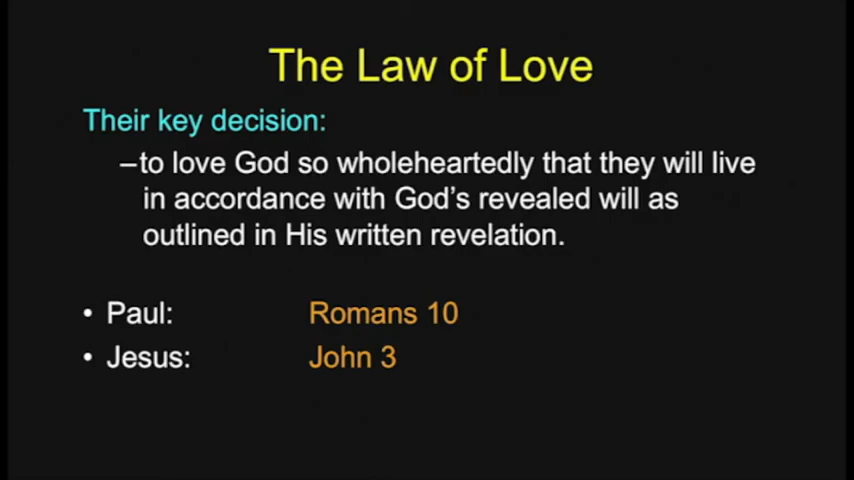 The Law of Love
Their key decision:
–to love God so wholeheartedly that they will live
in accordance with God’s revealed will as
outlined in His written revelation.
• Paul: Romans 10
• Jesus: John 3